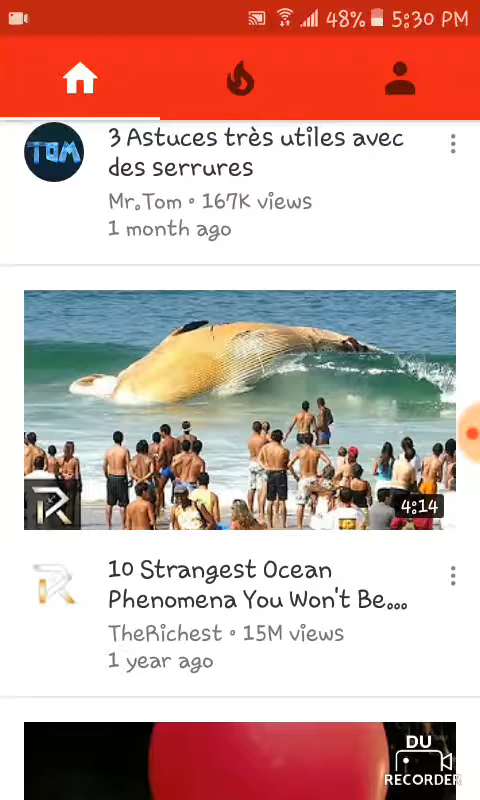 48% 5:30 PM
TOM
3 Astuces très utiles avec
des serrures
Mr.Tom • 167K views
1 month ago
R
4:14
R
10 Strangest Ocean
Phenomena You Won't Be...
TheRichest • 15M views
1 year ago
DU
RECORDER